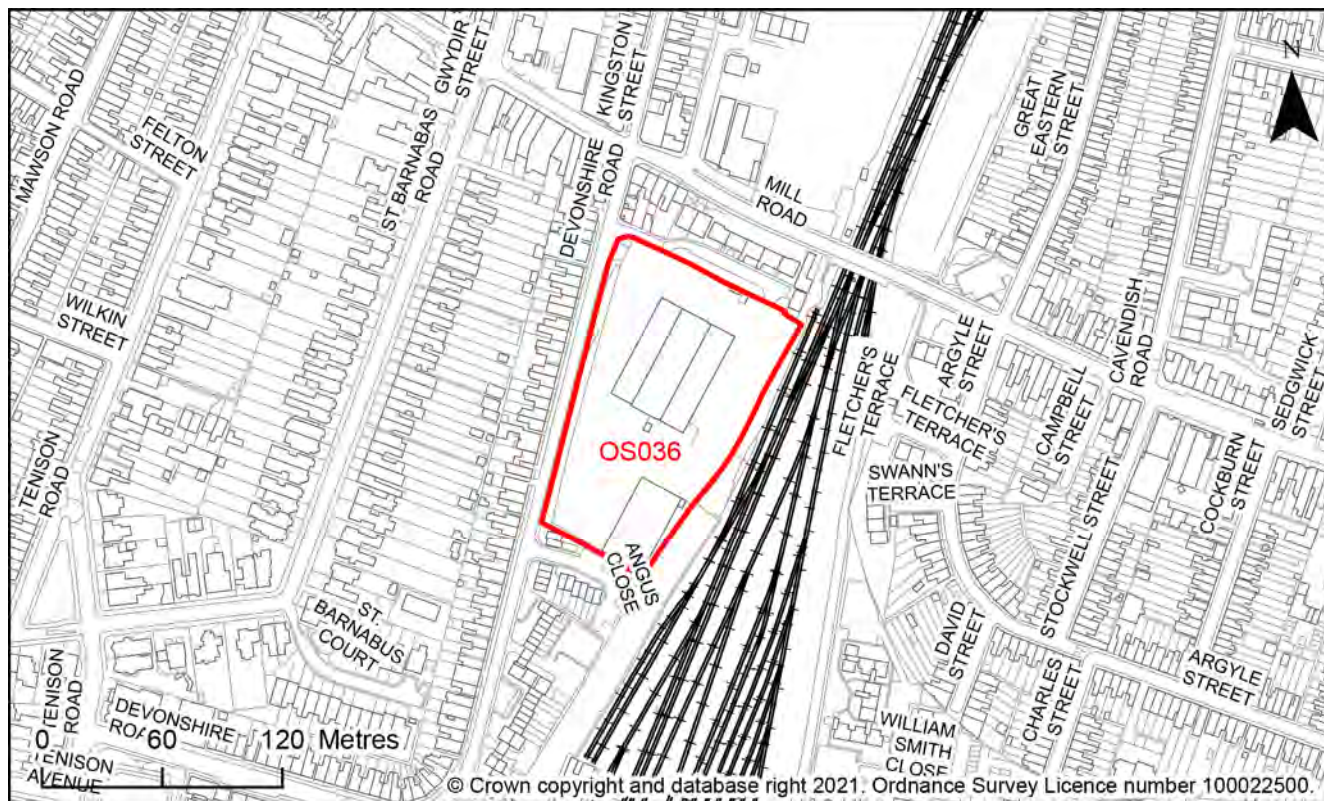 MAWSON ROAD
FELTON
STREET
WILKIN
STREET
TENISON
ROAD
ST BARNABAS
ROAD
GWYDIR
STREET
KINGSTON
STREET
DEVONSHIRE
ROAD
MILL
ROAD
GREAT
EASTERN
STREET
N
CAVENDISH
ROAD
SEDGWICK
STREET
COCKBURN
STREET
ARGYLE
STREET
FLETCHER'S
TERRACE
FLETCHER'S
TERRACE
CAMPBELL
STREET
SWANN'S
TERRACE
STOCKWELL STREET
DAVID
STREET
CHARLES
STREET
ARGYLE
STREET
WILLIAM
SMITH
CLOSE
OS036
ANGUS
CLOSE
ST.
BARNABUS
COURT
TENISON
ROAD
DEVONSHIRE
0 60 120 Metres
ENISON
AVENUE
© Crown copyright and database right 2021. Ordnance Survey Licence number 100022500.